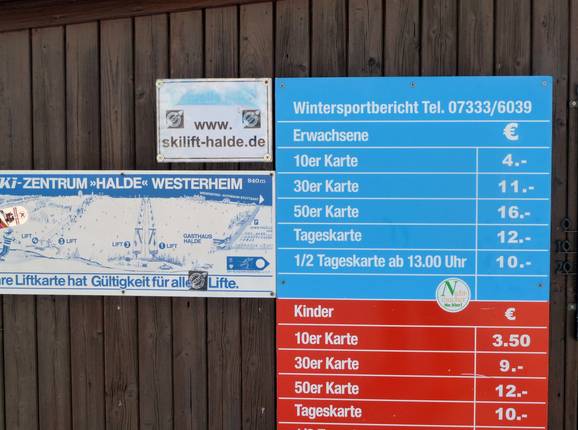 www.
skilift-halde.de
Ki-ZENTRUM »HALDE« WESTERHEIM 840m
LIFT
LIFT
LIFT
LIFT
GASTHAUS
HALDE
re Liftkarte hat Gültigkeit für alle Lifte.
Wintersportbericht Tel. 07333/6039
Erwachsene €
10er Karte 4.-
30er Karte 11.-
50er Karte 16.-
Tageskarte 12.-
1/2 Tageskarte ab 13.00 Uhr 10.-
Kinder €
10er Karte 3.50
30er Karte 9.-
50er Karte 12.-
Tageskarte 10.-